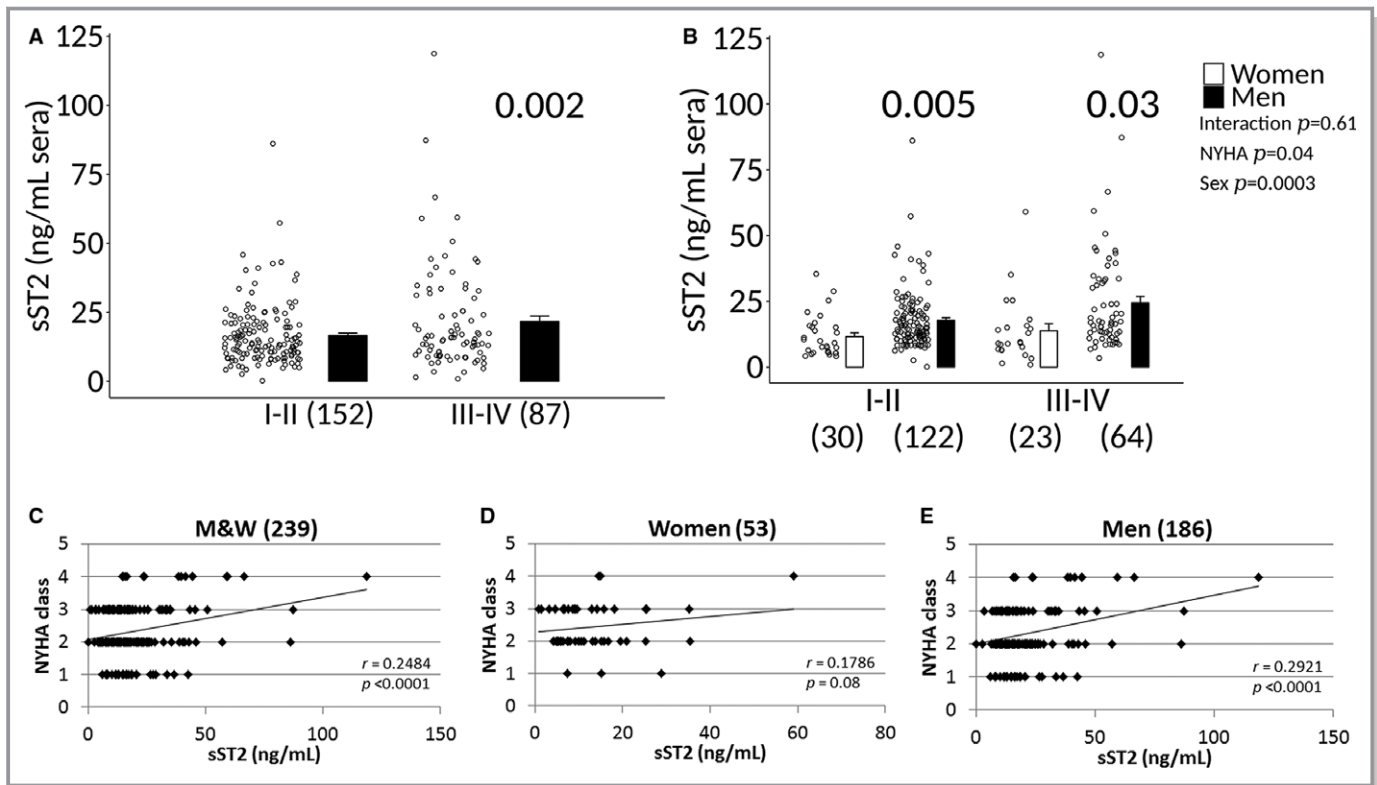 A
125
100
75
50
25
0
sST2 (ng/mL sera)
0.002
I-II (152)
III-IV (87)
B
125
100
75
50
25
0
sST2 (ng/mL sera)
0.005
0.03
Women
Men
Interaction p=0.61
NYHA p=0.04
Sex p=0.0003
I-II
III-IV
(30)
(122)
(23)
(64)
C
M&W (239)
5
4
3
2
1
0
NYHA class
r = 0.2484
p <0.0001
0
50
100
150
sST2 (ng/mL)
D
Women (53)
5
4
3
2
1
0
NYHA class
r = 0.1786
p = 0.08
0
20
40
60
80
sST2 (ng/mL)
E
Men (186)
5
4
3
2
1
0
NYHA class
r = 0.2921
p <0.0001
0
50
100
150
sST2 (ng/mL)